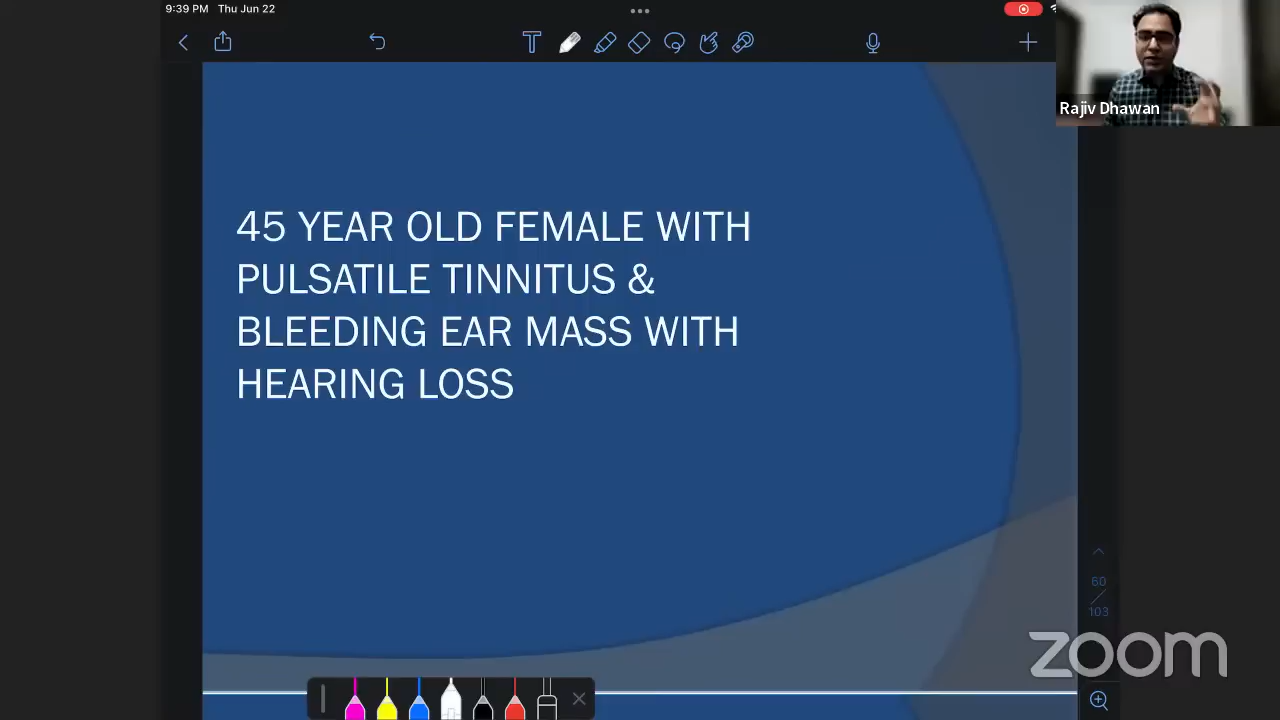 9:39 PM Thu Jun 22
Rajiv Dhawan
45 YEAR OLD FEMALE WITH
PULSATILE TINNITUS &
BLEEDING EAR MASS WITH
HEARING LOSS
60
103
zoom